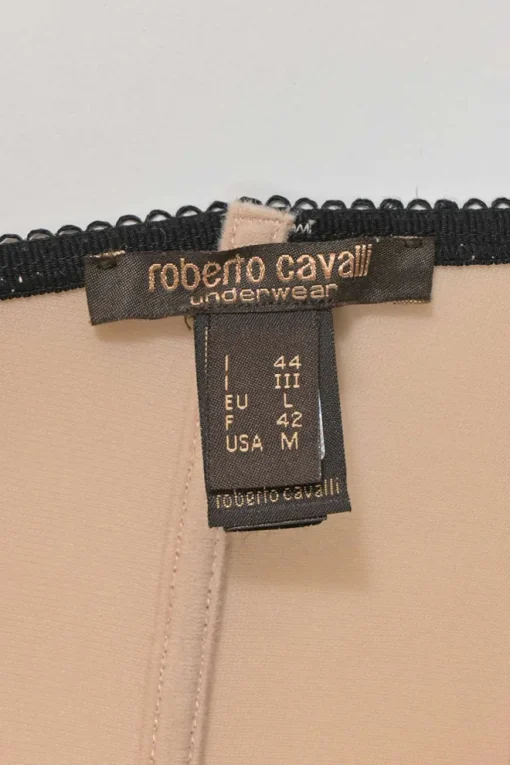 roberto cavalli
underwear
I 44
I III
EU L
F 42
USA M
roberto cavalli